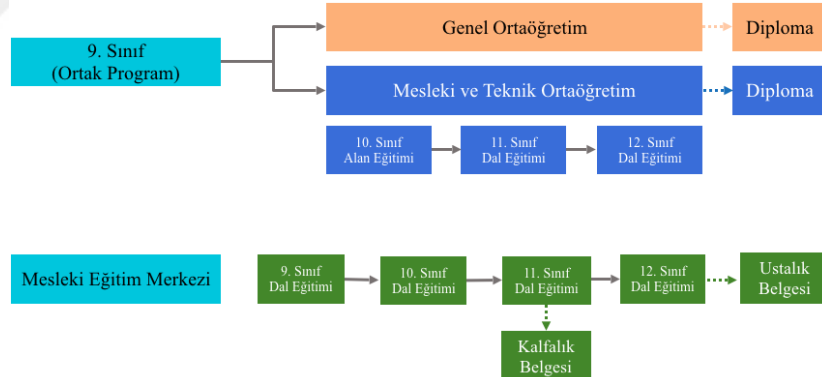 9. Sınıf
(Ortak Program)
Genel Ortaöğretim
Diploma
Mesleki ve Teknik Ortaöğretim
Diploma
10. Sınıf
Alan Eğitimi
11. Sınıf
Dal Eğitimi
12. Sınıf
Dal Eğitimi
Mesleki Eğitim Merkezi
9. Sınıf
Dal Eğitimi
10. Sınıf
Dal Eğitimi
11. Sınıf
Dal Eğitimi
12. Sınıf
Dal Eğitimi
Ustalık
Belgesi
Kalfalık
Belgesi